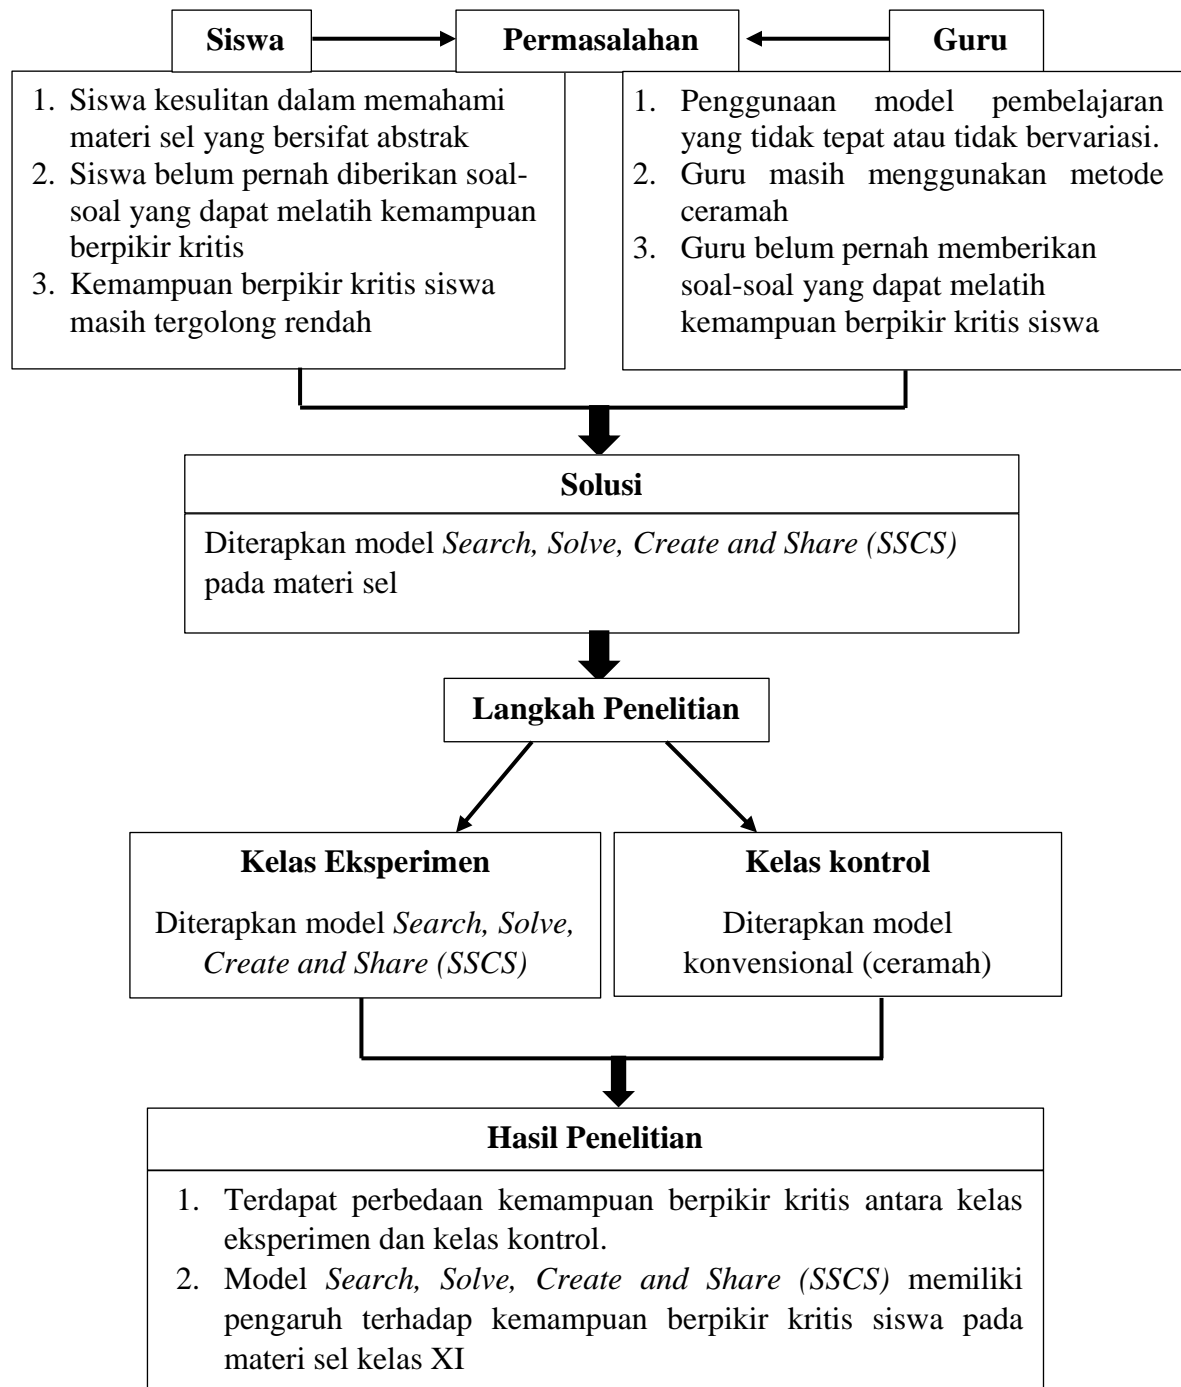 Siswa
Permasalahan
Guru
1. Siswa kesulitan dalam memahami
materi sel yang bersifat abstrak
2. Siswa belum pernah diberikan soal-
soal yang dapat melatih kemampuan
berpikir kritis
3. Kemampuan berpikir kritis siswa
masih tergolong rendah
1. Penggunaan model pembelajaran
yang tidak tepat atau tidak bervariasi.
2. Guru masih menggunakan metode
ceramah
3. Guru belum pernah memberikan
soal-soal yang dapat melatih
kemampuan berpikir kritis siswa
Solusi
Diterapkan model Search, Solve, Create and Share (SSCS)
pada materi sel
Langkah Penelitian
Kelas Eksperimen
Diterapkan model Search, Solve,
Create and Share (SSCS)
Kelas kontrol
Diterapkan model
konvensional (ceramah)
Hasil Penelitian
1. Terdapat perbedaan kemampuan berpikir kritis antara kelas
eksperimen dan kelas kontrol.
2. Model Search, Solve, Create and Share (SSCS) memiliki
pengaruh terhadap kemampuan berpikir kritis siswa pada
materi sel kelas XI